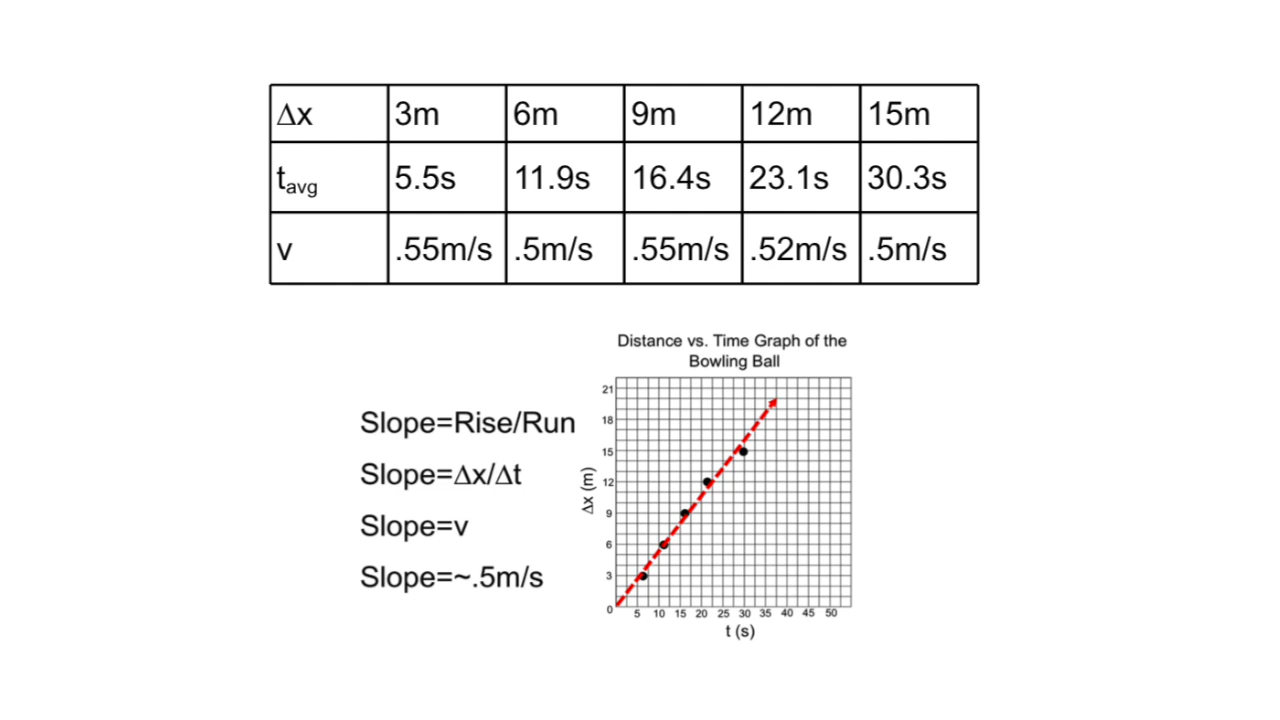 Δx 3m 6m 9m 12m 15m
tavg 5.5s 11.9s 16.4s 23.1s 30.3s
v .55m/s .5m/s .55m/s .52m/s .5m/s
Slope=Rise/Run
Slope=Δx/Δt
Slope=v
Slope=~.5m/s
Distance vs. Time Graph of the
Bowling Ball
Δx (m)
21
18
15
12
9
6
3
0
5 10 15 20 25 30 35 40 45 50
t (s)